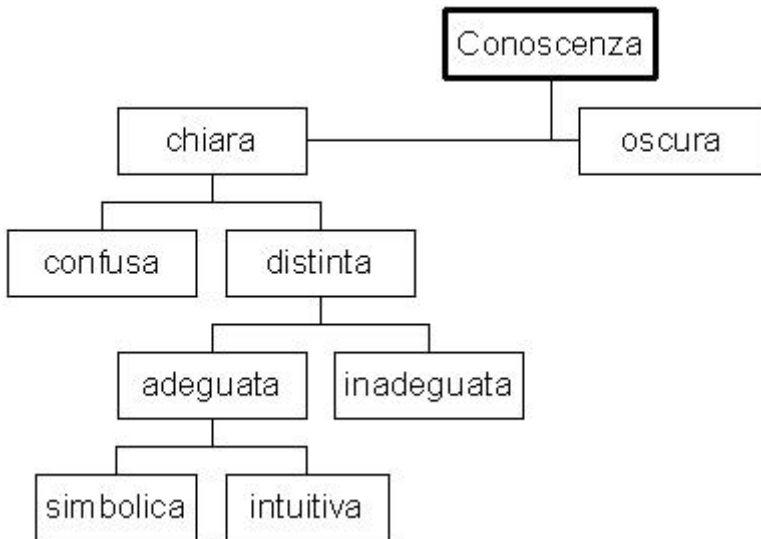 Conoscenza
chiara
oscura
confusa
distinta
adeguata
inadeguata
simbolica
intuitiva